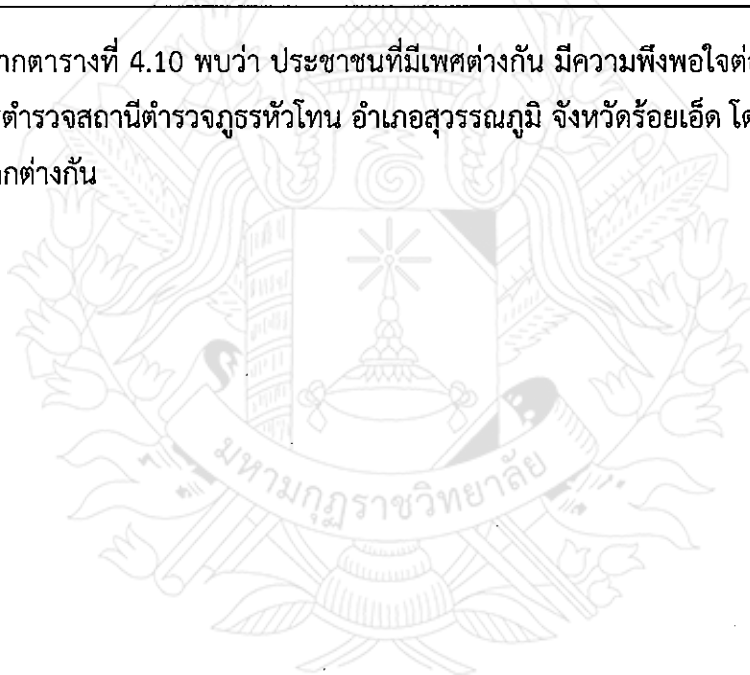 ากตารางที่ 4.10 พบว่า ประชาชนที่มีเพศต่างกัน มีความพึงพอใจต่อ
ตำรวจสถานีตำรวจภูธรหัวโทน อำเภอสุวรรณภูมิ จังหวัดร้อยเอ็ด โด
กต่างกัน
มหามกุฏราชวิทยาลัย